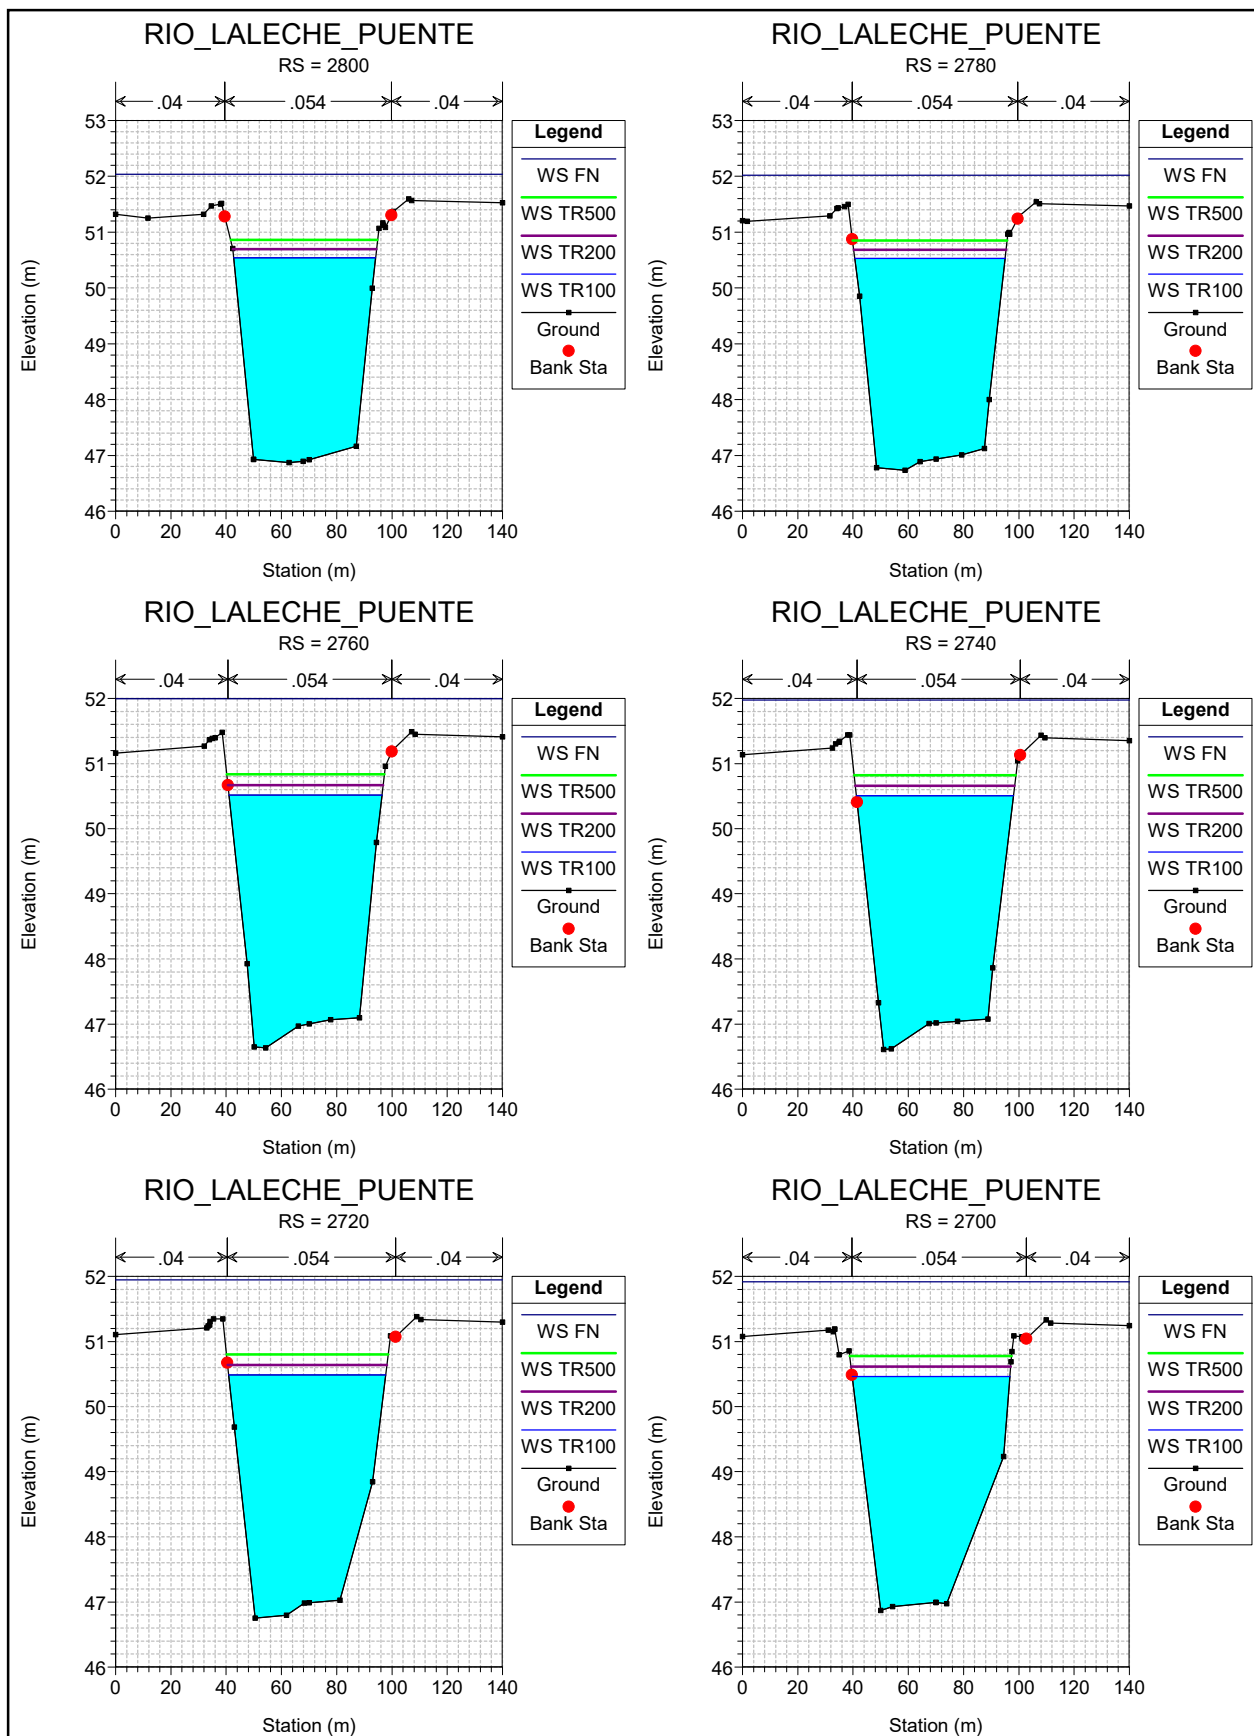 RIO_LALECHE_PUENTE
RS = 2800
.04 .054 .04
53
52
51
50
49
48
47
46
0 20 40 60 80 100 120 140
Station (m)
Elevation (m)
Legend
WS FN
WS TR500
WS TR200
WS TR100
Ground
Bank Sta
RIO_LALECHE_PUENTE
RS = 2780
.04 .054 .04
53
52
51
50
49
48
47
46
0 20 40 60 80 100 120 140
Station (m)
Elevation (m)
Legend
WS FN
WS TR500
WS TR200
WS TR100
Ground
Bank Sta
RIO_LALECHE_PUENTE
RS = 2760
.04 .054 .04
52
51
50
49
48
47
46
0 20 40 60 80 100 120 140
Station (m)
Elevation (m)
Legend
WS FN
WS TR500
WS TR200
WS TR100
Ground
Bank Sta
RIO_LALECHE_PUENTE
RS = 2740
.04 .054 .04
52
51
50
49
48
47
46
0 20 40 60 80 100 120 140
Station (m)
Elevation (m)
Legend
WS FN
WS TR500
WS TR200
WS TR100
Ground
Bank Sta
RIO_LALECHE_PUENTE
RS = 2720
.04 .054 .04
52
51
50
49
48
47
46
0 20 40 60 80 100 120 140
Station (m)
Elevation (m)
Legend
WS FN
WS TR500
WS TR200
WS TR100
Ground
Bank Sta
RIO_LALECHE_PUENTE
RS = 2700
.04 .054 .04
52
51
50
49
48
47
46
0 20 40 60 80 100 120 140
Station (m)
Elevation (m)
Legend
WS FN
WS TR500
WS TR200
WS TR100
Ground
Bank Sta